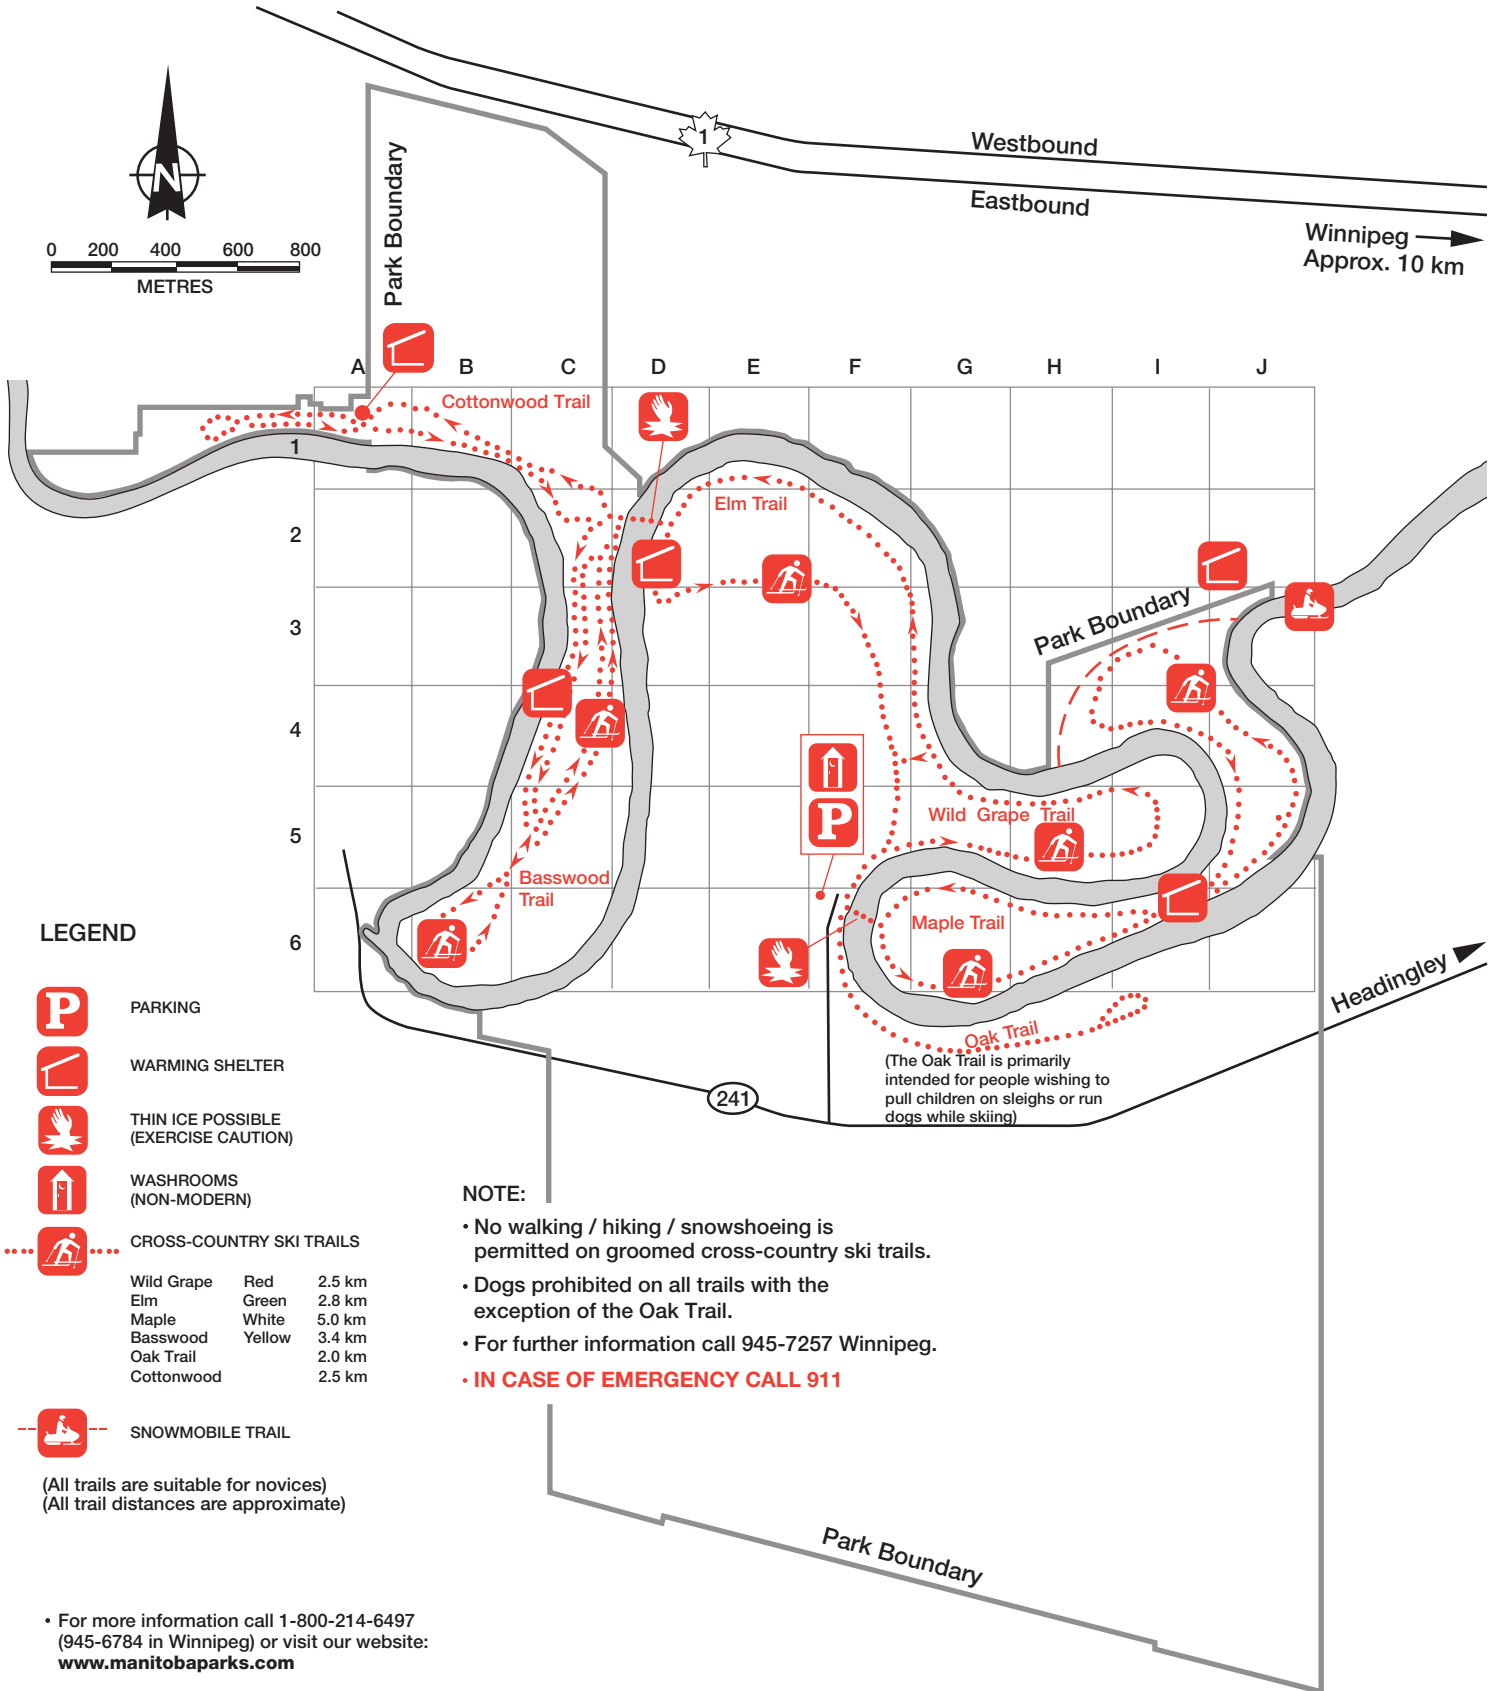 1
Westbound
Eastbound
Winnipeg
Approx. 10 km
N
0 200 400 600 800
METRES
Park Boundary
A B C D E F G H I J
Cottonwood Trail
1
Elm Trail
2
Park Boundary
3
4
P
Wild Grape Trail
5
Basswood
Trail
Maple Trail
6
Headingley
Oak Trail
(The Oak Trail is primarily
intended for people wishing to
pull children on sleighs or run
dogs while skiing)
241
LEGEND
P PARKING
WARMING SHELTER
THIN ICE POSSIBLE
(EXERCISE CAUTION)
WASHROOMS
(NON-MODERN)
CROSS-COUNTRY SKI TRAILS
Wild Grape Red 2.5 km
Elm Green 2.8 km
Maple White 5.0 km
Basswood Yellow 3.4 km
Oak Trail 2.0 km
Cottonwood 2.5 km
SNOWMOBILE TRAIL
(All trails are suitable for novices)
(All trail distances are approximate)
NOTE:
• No walking / hiking / snowshoeing is
permitted on groomed cross-country ski trails.
• Dogs prohibited on all trails with the
exception of the Oak Trail.
• For further information call 945-7257 Winnipeg.
• IN CASE OF EMERGENCY CALL 911
Park Boundary
• For more information call 1-800-214-6497
(945-6784 in Winnipeg) or visit our website:
www.manitobaparks.com